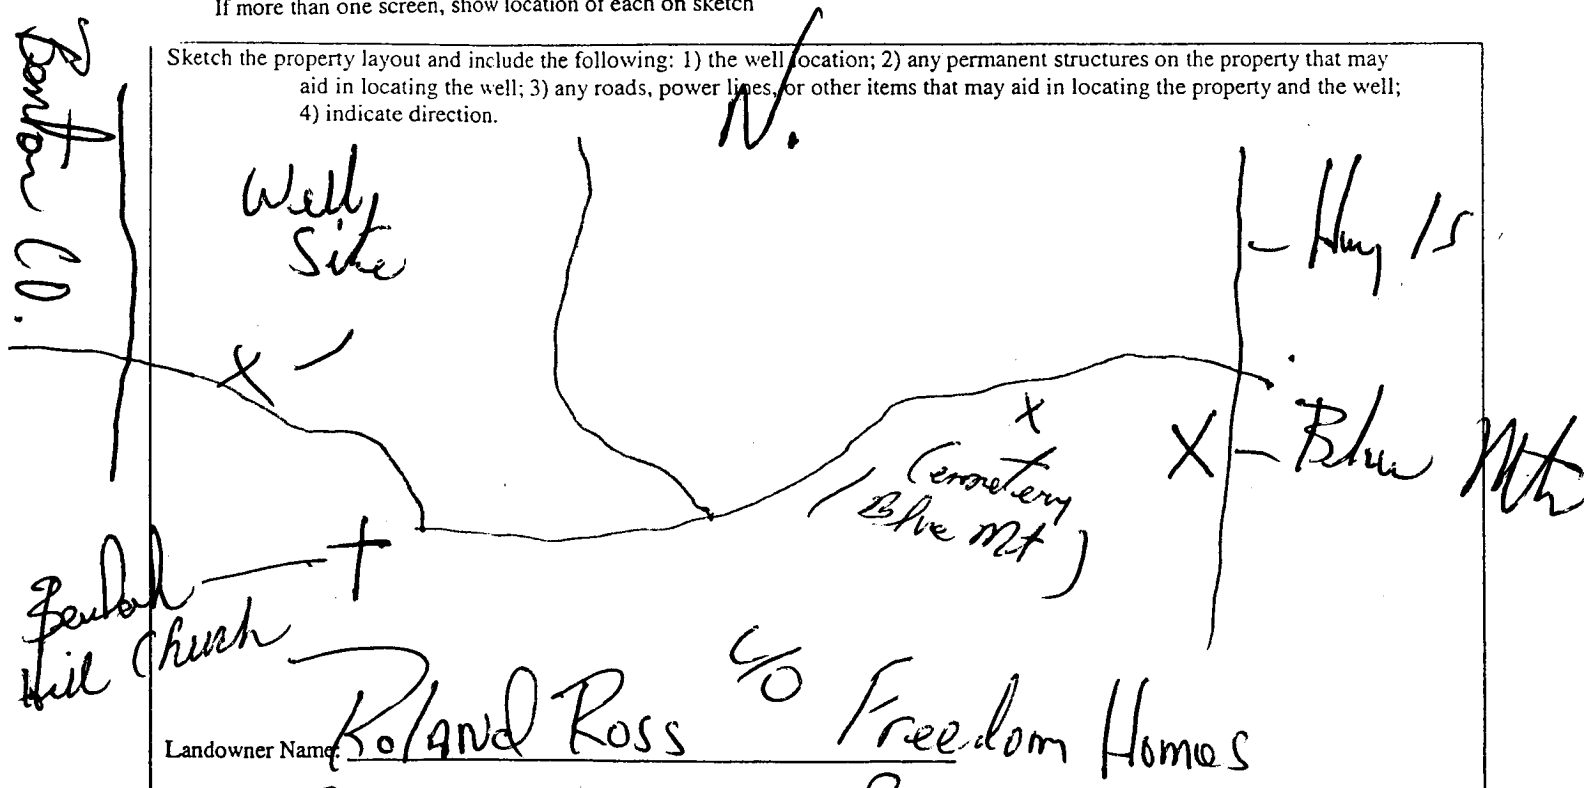 If more than one screen, show location of each on sketch
Sketch the property layout and include the following: 1) the well location; 2) any permanent structures on the property that may
aid in locating the well; 3) any roads, power lines, or other items that may aid in locating the property and the well;
4) indicate direction.
N.
Benton CO.
Well
Site
X
Hwy 15
X
Cemetery
( Blue Mt )
X - Blue Mtn
Beulah
Hill Church
Landowner Name: Roland Ross c/o Freedom Homes